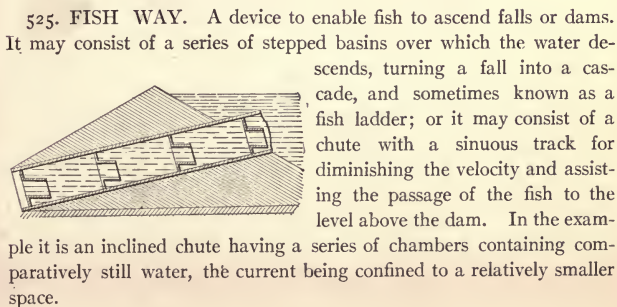 525. FISH WAY. A device to enable fish to ascend falls or dams.
It may consist of a series of stepped basins over which the water de-
scends, turning a fall into a cas-
cade, and sometimes known as a
fish ladder; or it may consist of a
chute with a sinuous track for
diminishing the velocity and assist-
ing the passage of the fish to the
level above the dam. In the exam-
ple it is an inclined chute having a series of chambers containing com-
paratively still water, the current being confined to a relatively smaller
space.